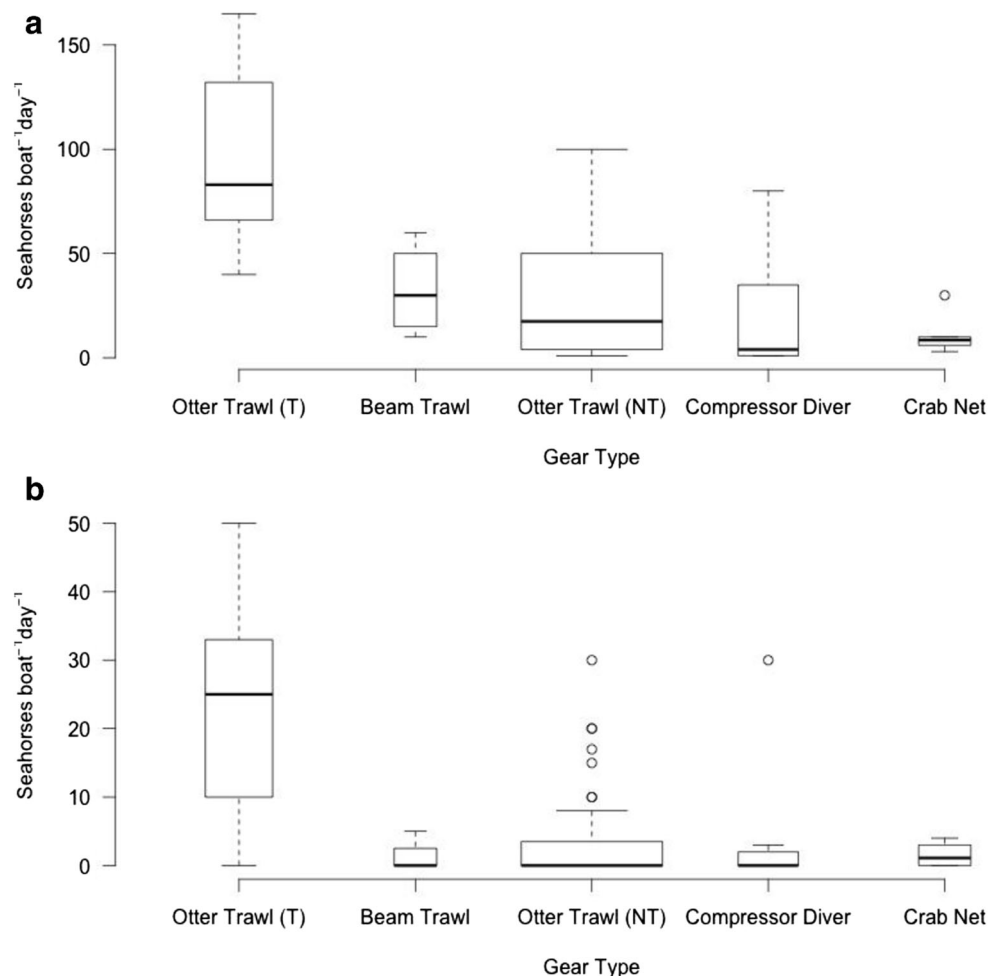 a
Seahorses boat⁻¹day⁻¹
150
100
50
0
Otter Trawl (T) Beam Trawl Otter Trawl (NT) Compressor Diver Crab Net
Gear Type
b
Seahorses boat⁻¹day⁻¹
50
40
30
20
10
0
Otter Trawl (T) Beam Trawl Otter Trawl (NT) Compressor Diver Crab Net
Gear Type